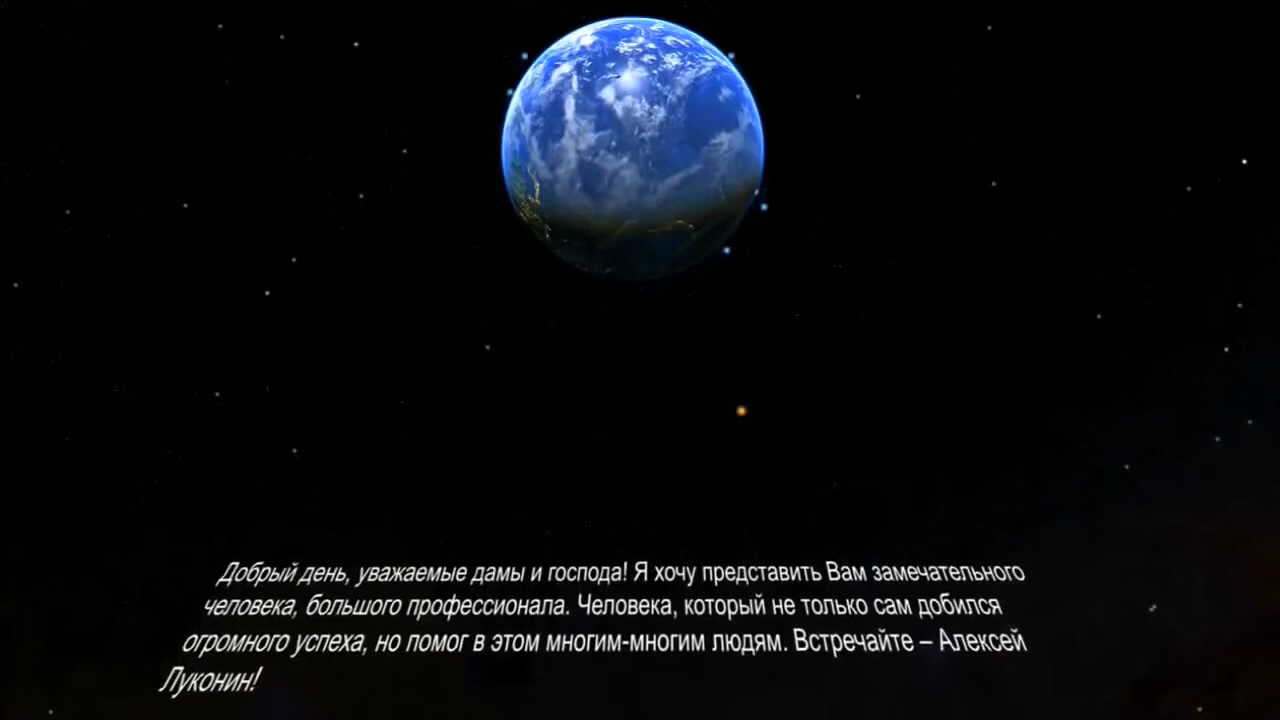 Добрый день, уважаемые дамы и господа! Я хочу представить Вам замечательного
человека, большого профессионала. Человека, который не только сам добился
огромного успеха, но помог в этом многим-многим людям. Встречайте – Алексей
Луконин!